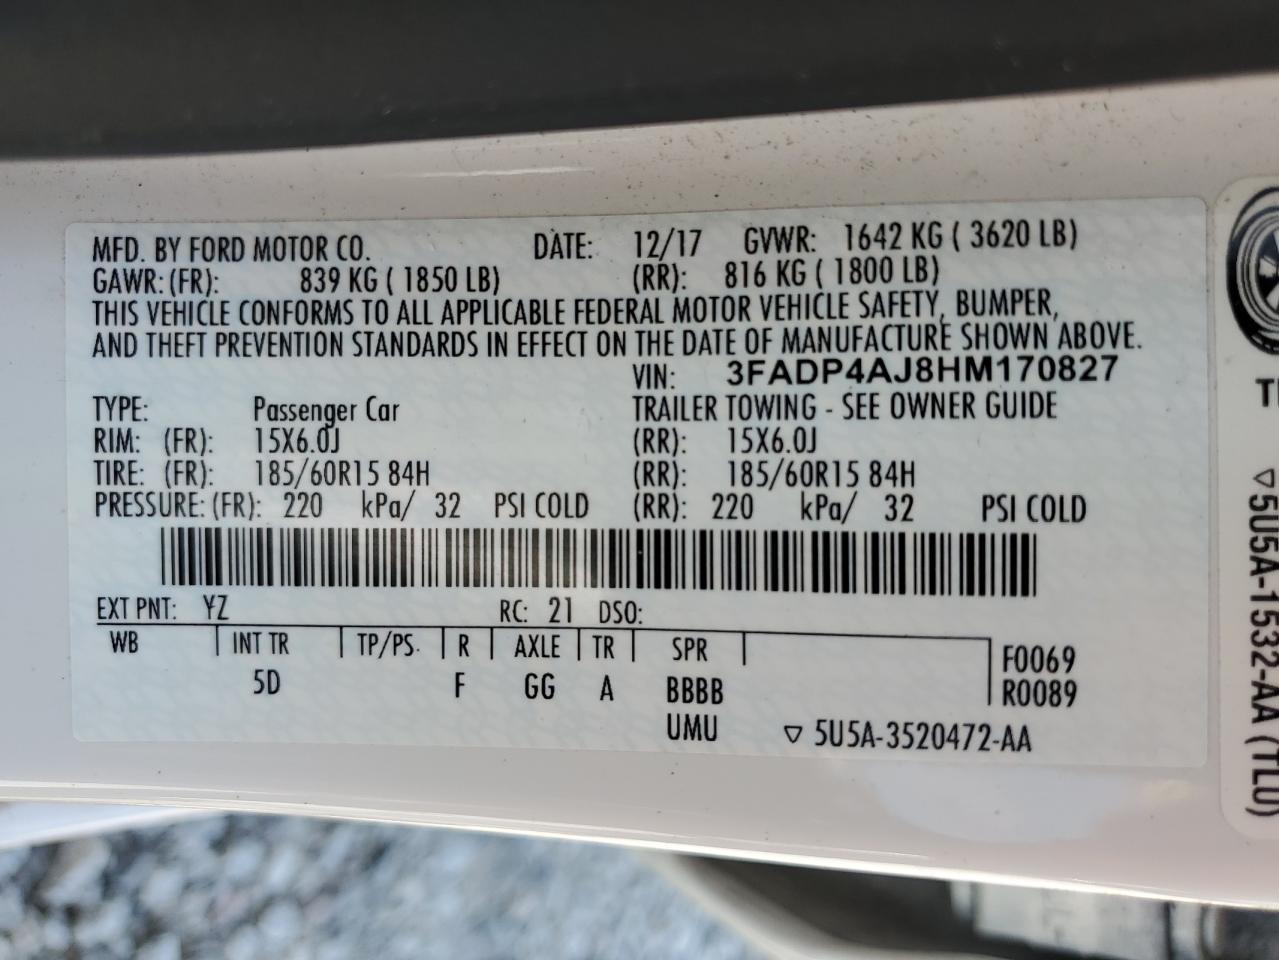 MFD. BY FORD MOTOR CO. DATE: 12/17 GVWR: 1642 KG ( 3620 LB)
GAWR: (FR): 839 KG ( 1850 LB) (RR): 816 KG ( 1800 LB)
THIS VEHICLE CONFORMS TO ALL APPLICABLE FEDERAL MOTOR VEHICLE SAFETY, BUMPER,
AND THEFT PREVENTION STANDARDS IN EFFECT ON THE DATE OF MANUFACTURE SHOWN ABOVE.
VIN: 3FADP4AJ8HM170827
TYPE: Passenger Car TRAILER TOWING - SEE OWNER GUIDE
RIM: (FR): 15X6.0J (RR): 15X6.0J
TIRE: (FR): 185/60R15 84H (RR): 185/60R15 84H
PRESSURE: (FR): 220 kPa/ 32 PSI COLD (RR): 220 kPa/ 32 PSI COLD
EXT PNT: YZ RC: 21 DSO:
WB INT TR TP/PS R AXLE TR SPR F0069
5D F GG A BBBB R0089
UMU ▽ 5U5A-3520472-AA
▽5U5A-1532-AA (TLU)